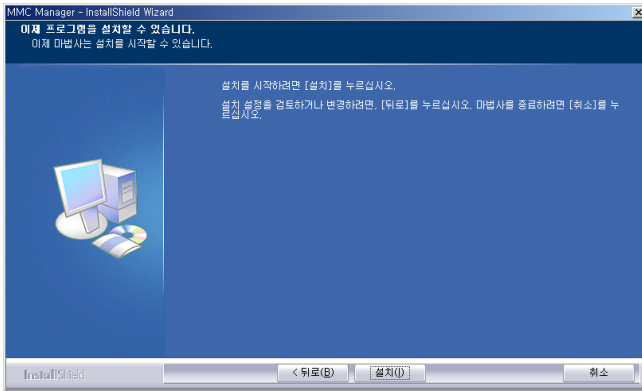 MMC Manager - InstallShield Wizard
이제 프로그램을 설치할 수 있습니다.
이제 마법사는 설치를 시작할 수 있습니다.
설치를 시작하려면 [설치]를 누르십시오.
설치 설정을 검토하거나 변경하려면, [뒤로]를 누르십시오. 마법사를 종료하려면 [취소]를 누
르십시오.
InstallShield
< 뒤로(B)
설치(I)
취소